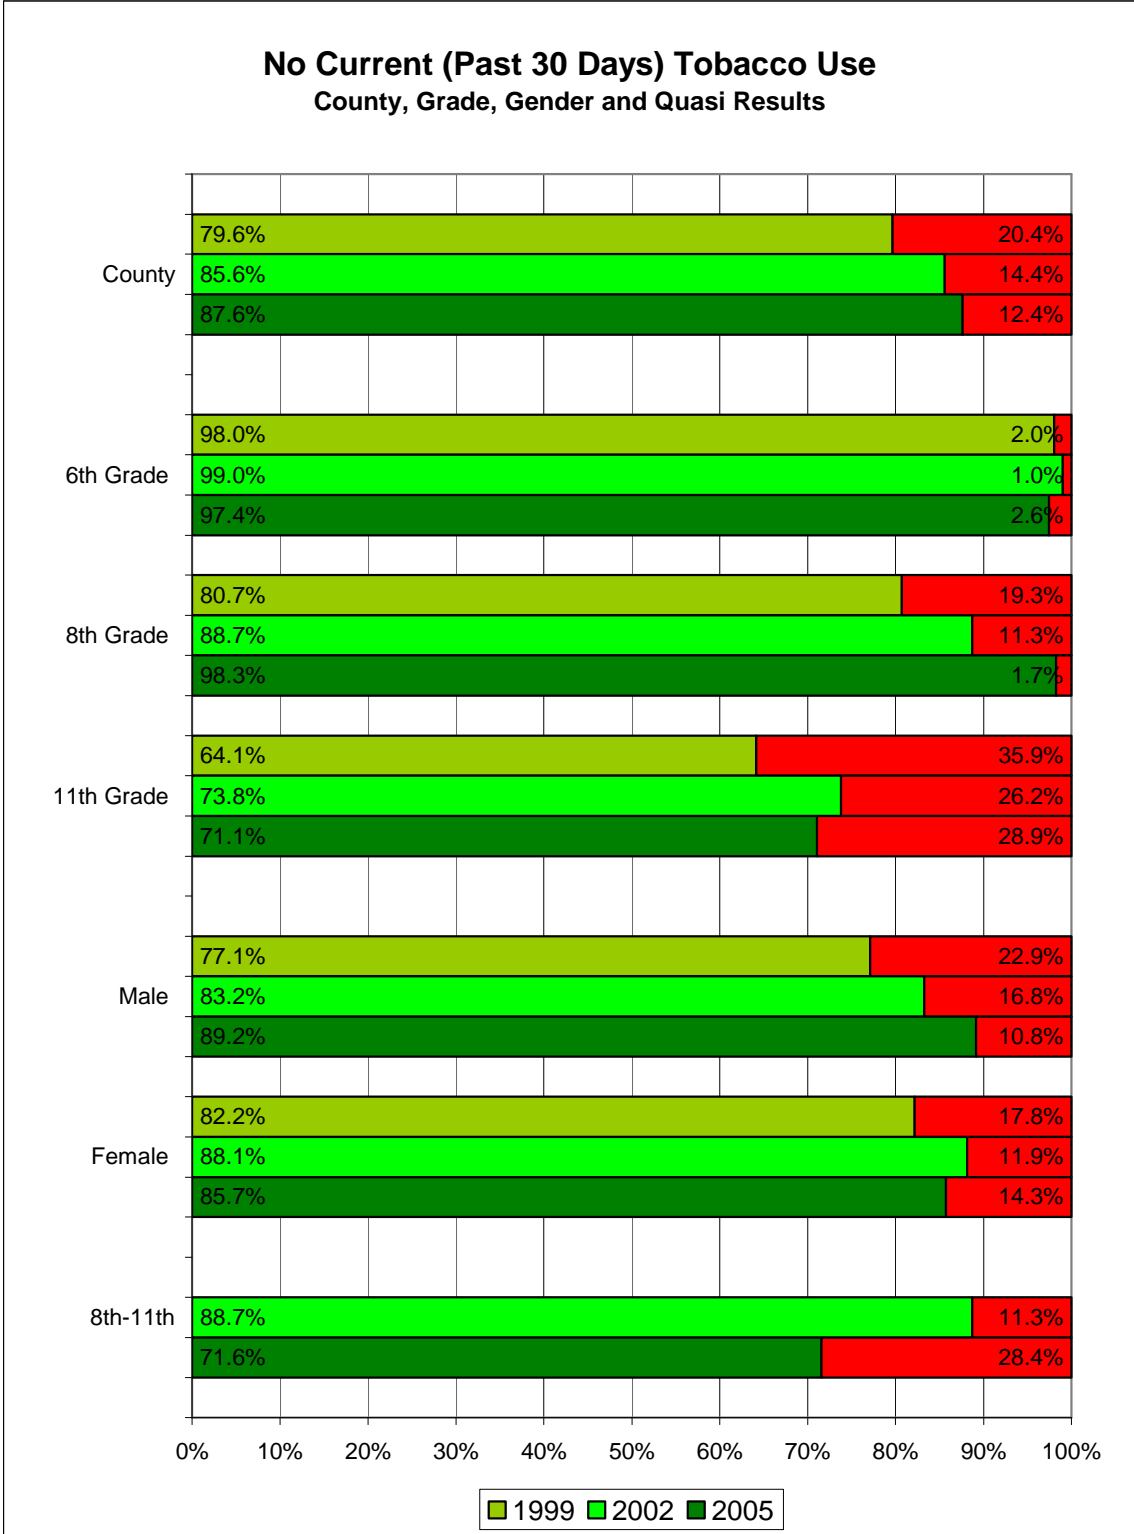 No Current (Past 30 Days) Tobacco Use
County, Grade, Gender and Quasi Results
79.6% 20.4%
County 85.6% 14.4%
87.6% 12.4%
98.0% 2.0%
6th Grade 99.0% 1.0%
97.4% 2.6%
80.7% 19.3%
8th Grade 88.7% 11.3%
98.3% 1.7%
64.1% 35.9%
11th Grade 73.8% 26.2%
71.1% 28.9%
77.1% 22.9%
Male 83.2% 16.8%
89.2% 10.8%
82.2% 17.8%
Female 88.1% 11.9%
85.7% 14.3%
8th-11th 88.7% 11.3%
71.6% 28.4%
0% 10% 20% 30% 40% 50% 60% 70% 80% 90% 100%
1999 2002 2005